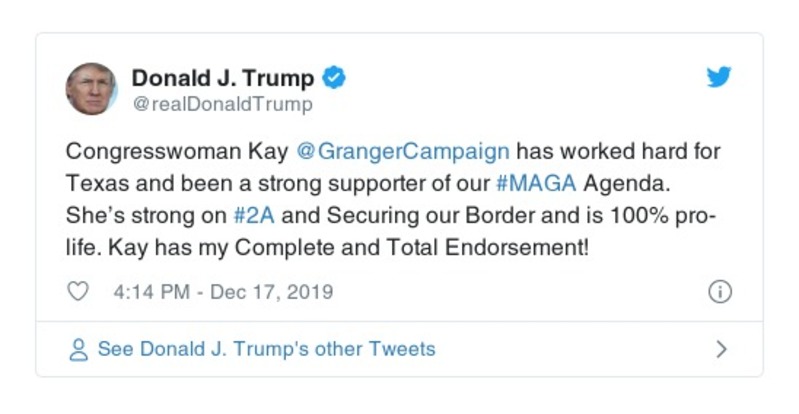 Donald J. Trump
@realDonaldTrump
Congresswoman Kay @GrangerCampaign has worked hard for
Texas and been a strong supporter of our #MAGA Agenda.
She’s strong on #2A and Securing our Border and is 100% pro-
life. Kay has my Complete and Total Endorsement!
4:14 PM - Dec 17, 2019
See Donald J. Trump's other Tweets